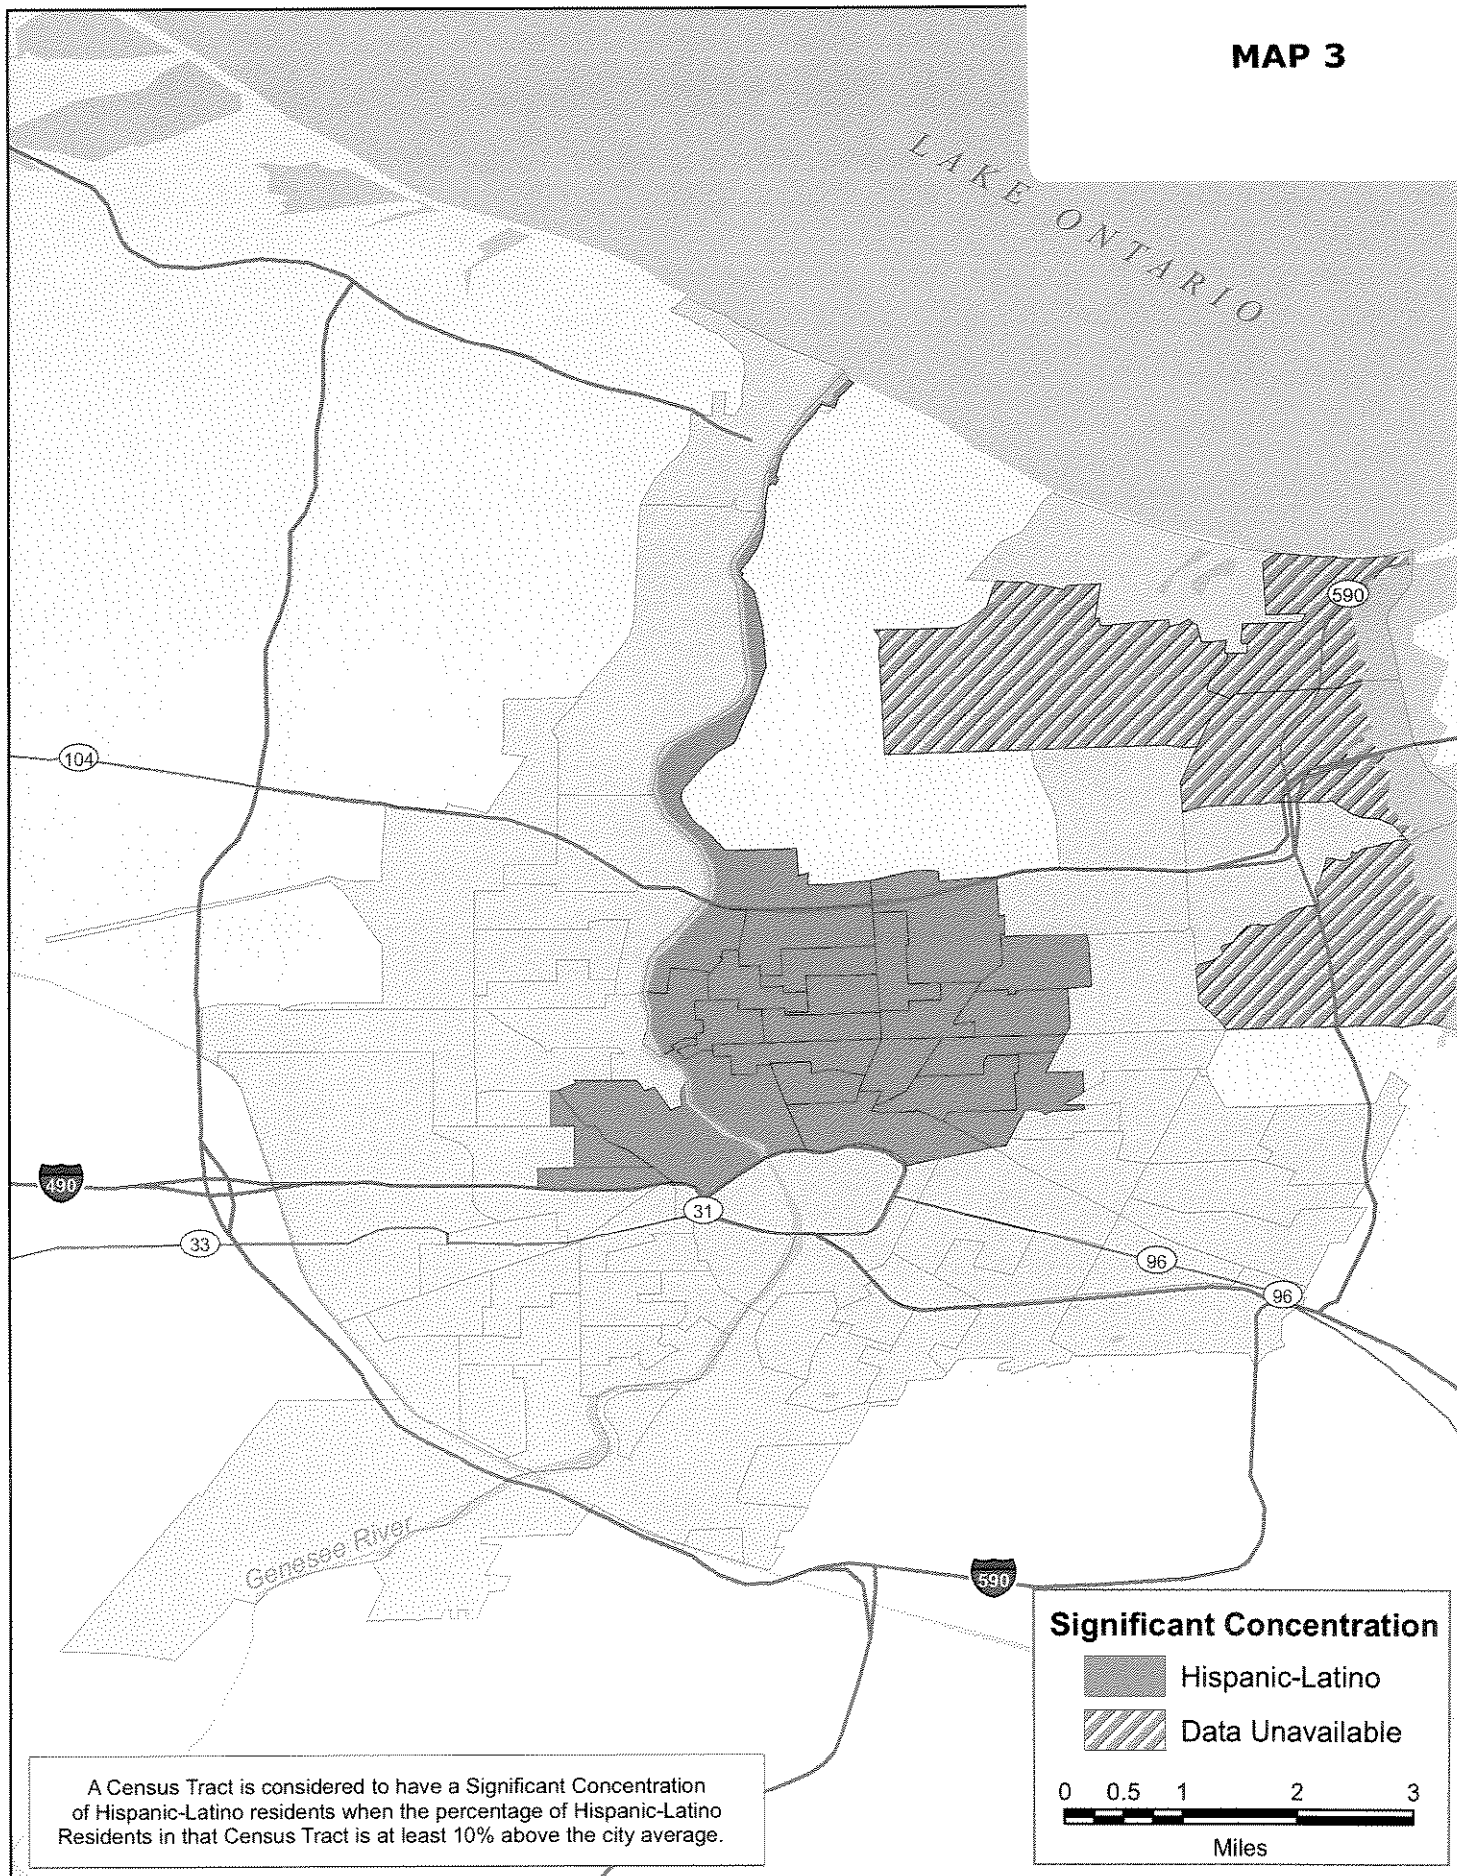 MAP 3
LAKE ONTARIO
590
104
490
31
33
96
96
Genesee River
590
Significant Concentration
Hispanic-Latino
Data Unavailable
0 0.5 1 2 3
Miles
A Census Tract is considered to have a Significant Concentration
of Hispanic-Latino residents when the percentage of Hispanic-Latino
Residents in that Census Tract is at least 10% above the city average.